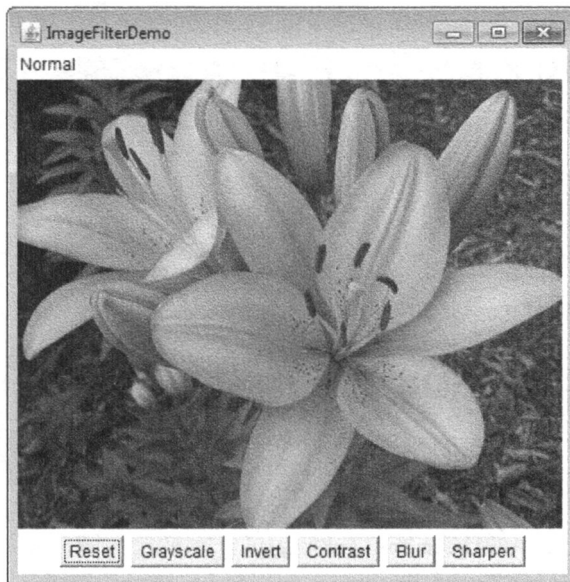 ImageFilterDemo
Normal
Reset Grayscale Invert Contrast Blur Sharpen